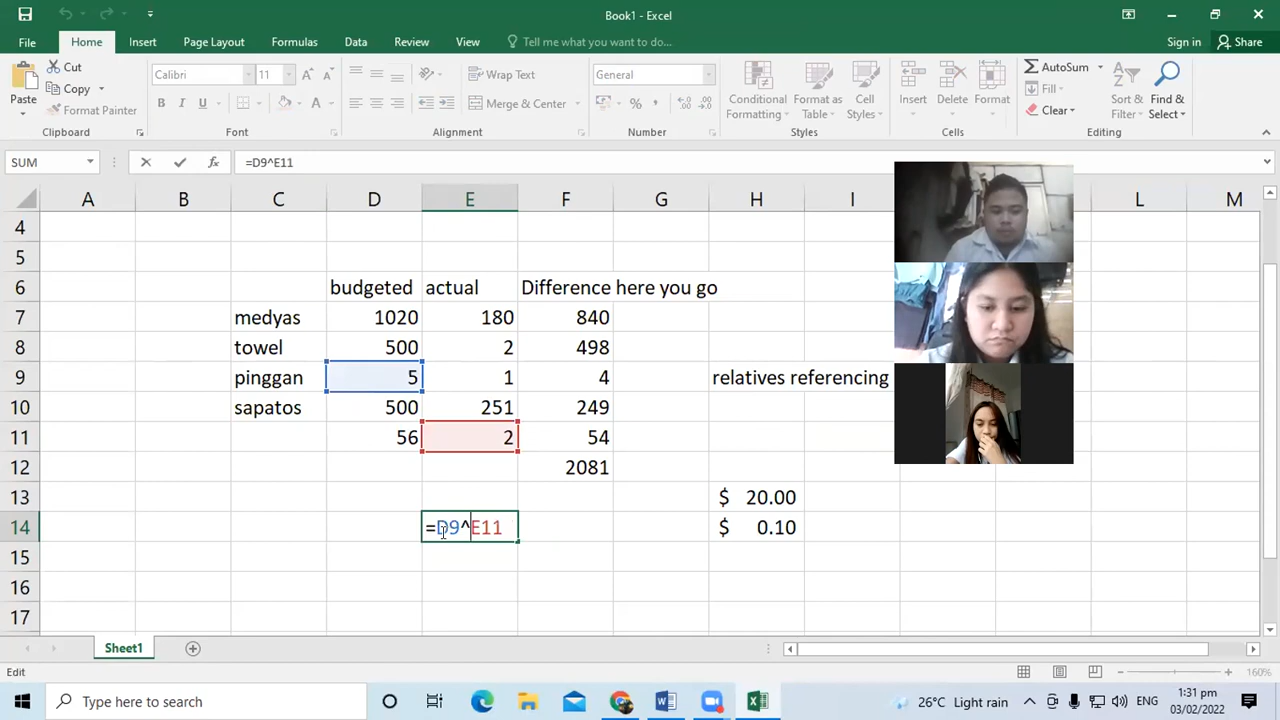 Book1 - Excel
File Home Insert Page Layout Formulas Data Review View Tell me what you want to do... Sign in Share
Cut
Copy
Format Painter
Paste
Clipboard
Calibri 11
B I U
A A
A
Font
Wrap Text
Merge & Center
Alignment
General
%
Number
Conditional Formatting
Format as Table
Cell Styles
Styles
Insert Delete Format
Cells
AutoSum
Fill
Clear
Sort & Filter
Find & Select
Editing
SUM fx =D9^E11
A B C D E F G H I L M
4
5
6 budgeted actual Difference here you go
7 medyas 1020 180 840
8 towel 500 2 498
9 pinggan 5 1 4 relatives referencing
10 sapatos 500 251 249
11 56 2 54
12 2081
13 $ 20.00
14 =D9^E11 $ 0.10
15
16
17
Sheet1
Edit 160%
Type here to search
26°C Light rain ENG 1:31 pm
03/02/2022